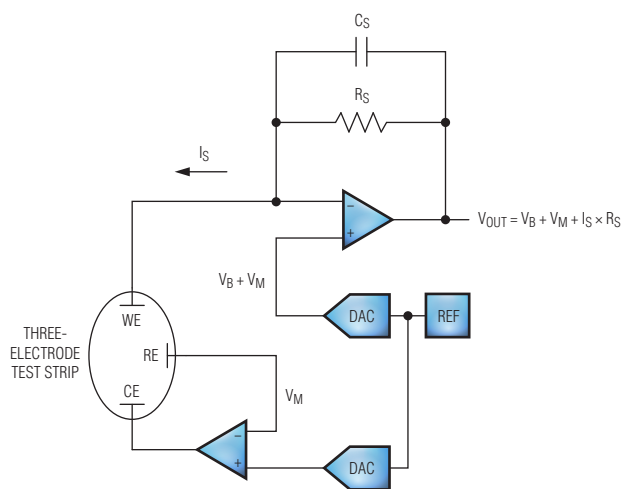 CS
RS
IS
−
+
VOUT = VB + VM + IS × RS
VB + VM
DAC
REF
WE
THREE-
ELECTRODE
TEST STRIP
RE
CE
VM
−
+
DAC